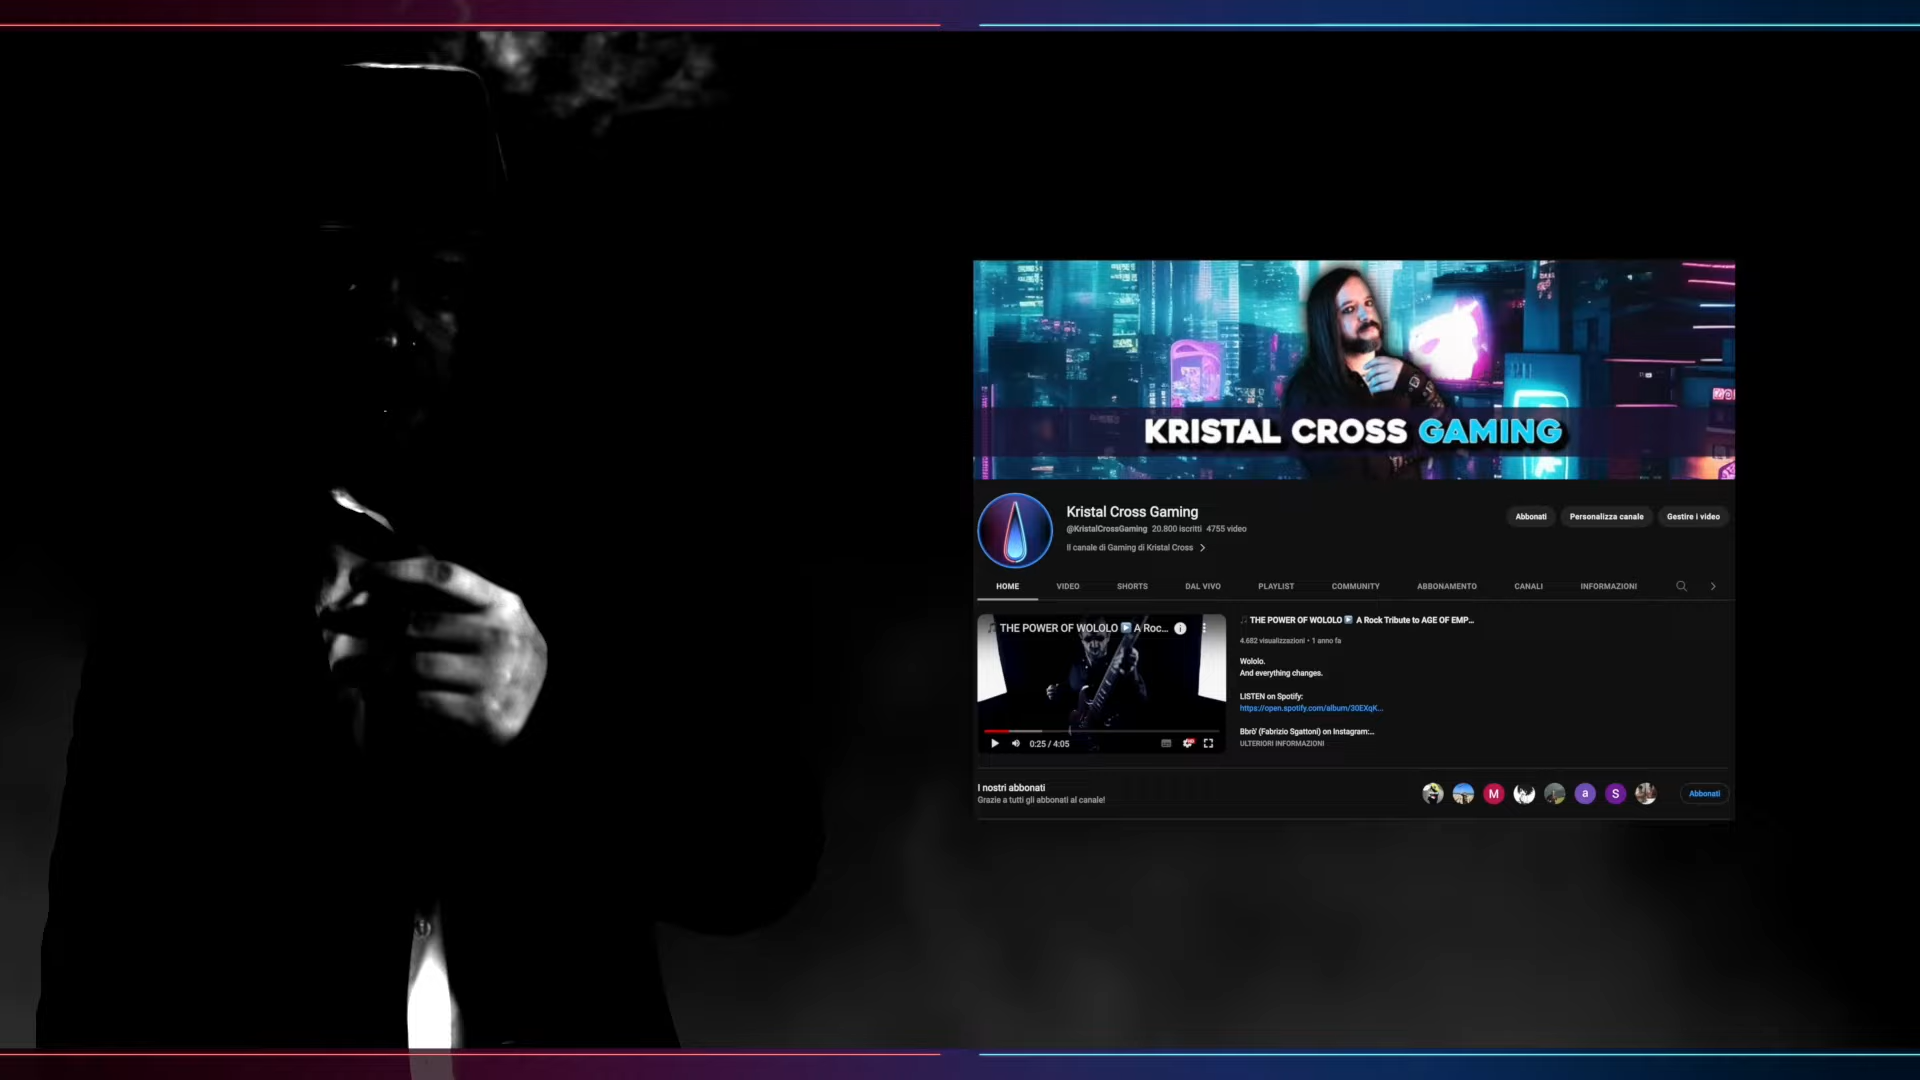 KRISTAL CROSS GAMING
Kristal Cross Gaming
@KristalCrossGaming 20.800 iscritti 4755 video
Il canale di Gaming di Kristal Cross
Abbonati
Personalizza canale
Gestire i video
HOME
VIDEO
SHORTS
DAL VIVO
PLAYLIST
COMMUNITY
ABBONAMENTO
CANALI
INFORMAZIONI
THE POWER OF WOLOLO ▶ A Roc...
0:25 / 4:05
THE POWER OF WOLOLO ▶ A Rock Tribute to AGE OF EMP...
4.682 visualizzazioni • 1 anno fa
Wololo.
And everything changes.
LISTEN on Spotify:
https://open.spotify.com/album/30EXqK...
Bbrö' (Fabrizio Sgattoni) on Instagram:...
ULTERIORI INFORMAZIONI
I nostri abbonati
Grazie a tutti gli abbonati al canale!
M
a
S
Abbonati